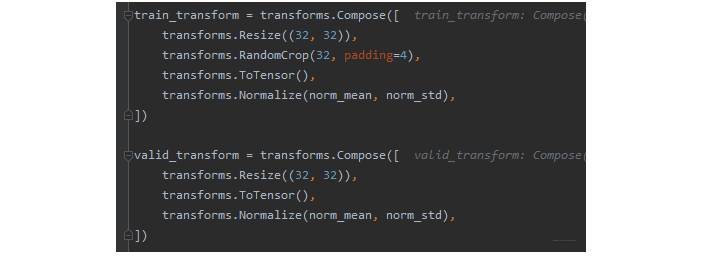 train_transform = transforms.Compose([  train_transform: Compose(
    transforms.Resize((32, 32)),
    transforms.RandomCrop(32, padding=4),
    transforms.ToTensor(),
    transforms.Normalize(norm_mean, norm_std),
])
valid_transform = transforms.Compose([  valid_transform: Compose(
    transforms.Resize((32, 32)),
    transforms.ToTensor(),
    transforms.Normalize(norm_mean, norm_std),
])